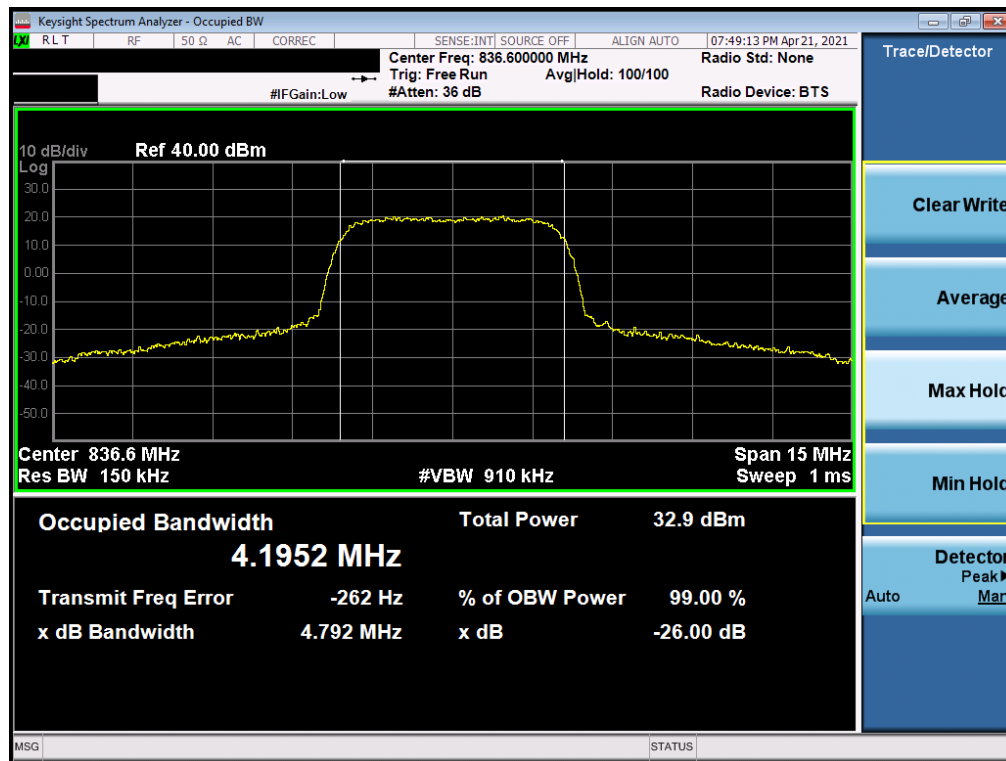 Keysight Spectrum Analyzer - Occupied BW
LXI RLT RF 50 Ω AC CORREC SENSE:INT SOURCE OFF ALIGN AUTO 07:49:13 PM Apr 21, 2021
Center Freq: 836.600000 MHz Radio Std: None
Trig: Free Run Avg|Hold: 100/100
#IFGain:Low #Atten: 36 dB Radio Device: BTS
Trace/Detector
10 dB/div Ref 40.00 dBm
Log
30.0
20.0
10.0
0.00
-10.0
-20.0
-30.0
-40.0
-50.0
Center 836.6 MHz Span 15 MHz
Res BW 150 kHz #VBW 910 kHz Sweep 1 ms
Occupied Bandwidth Total Power 32.9 dBm
4.1952 MHz
Transmit Freq Error -262 Hz % of OBW Power 99.00 %
x dB Bandwidth 4.792 MHz x dB -26.00 dB
Clear Write
Average
Max Hold
Min Hold
Detector
Peak▶
Auto Man
MSG STATUS